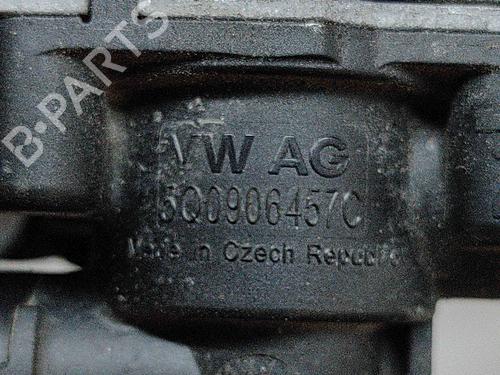 B-PARTS
VW AG
5Q0906457C
Made in Czech Republic